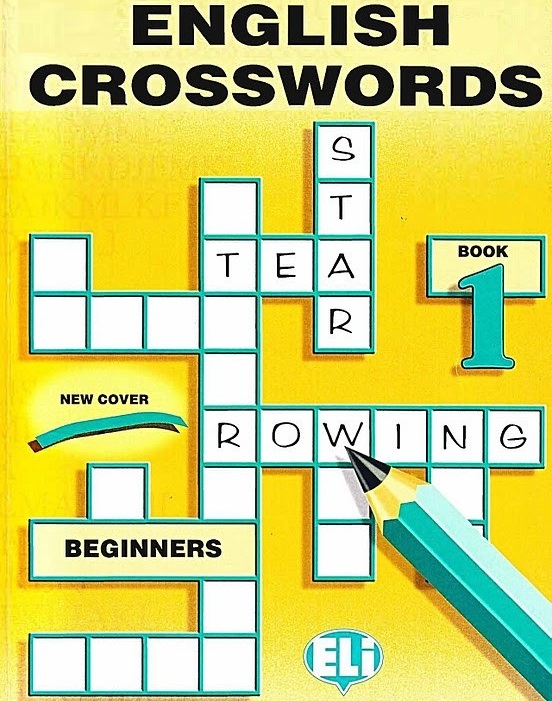 ENGLISH
CROSSWORDS
S
T
TEA
R
BOOK
1
NEW COVER
ROWING
BEGINNERS
ELi